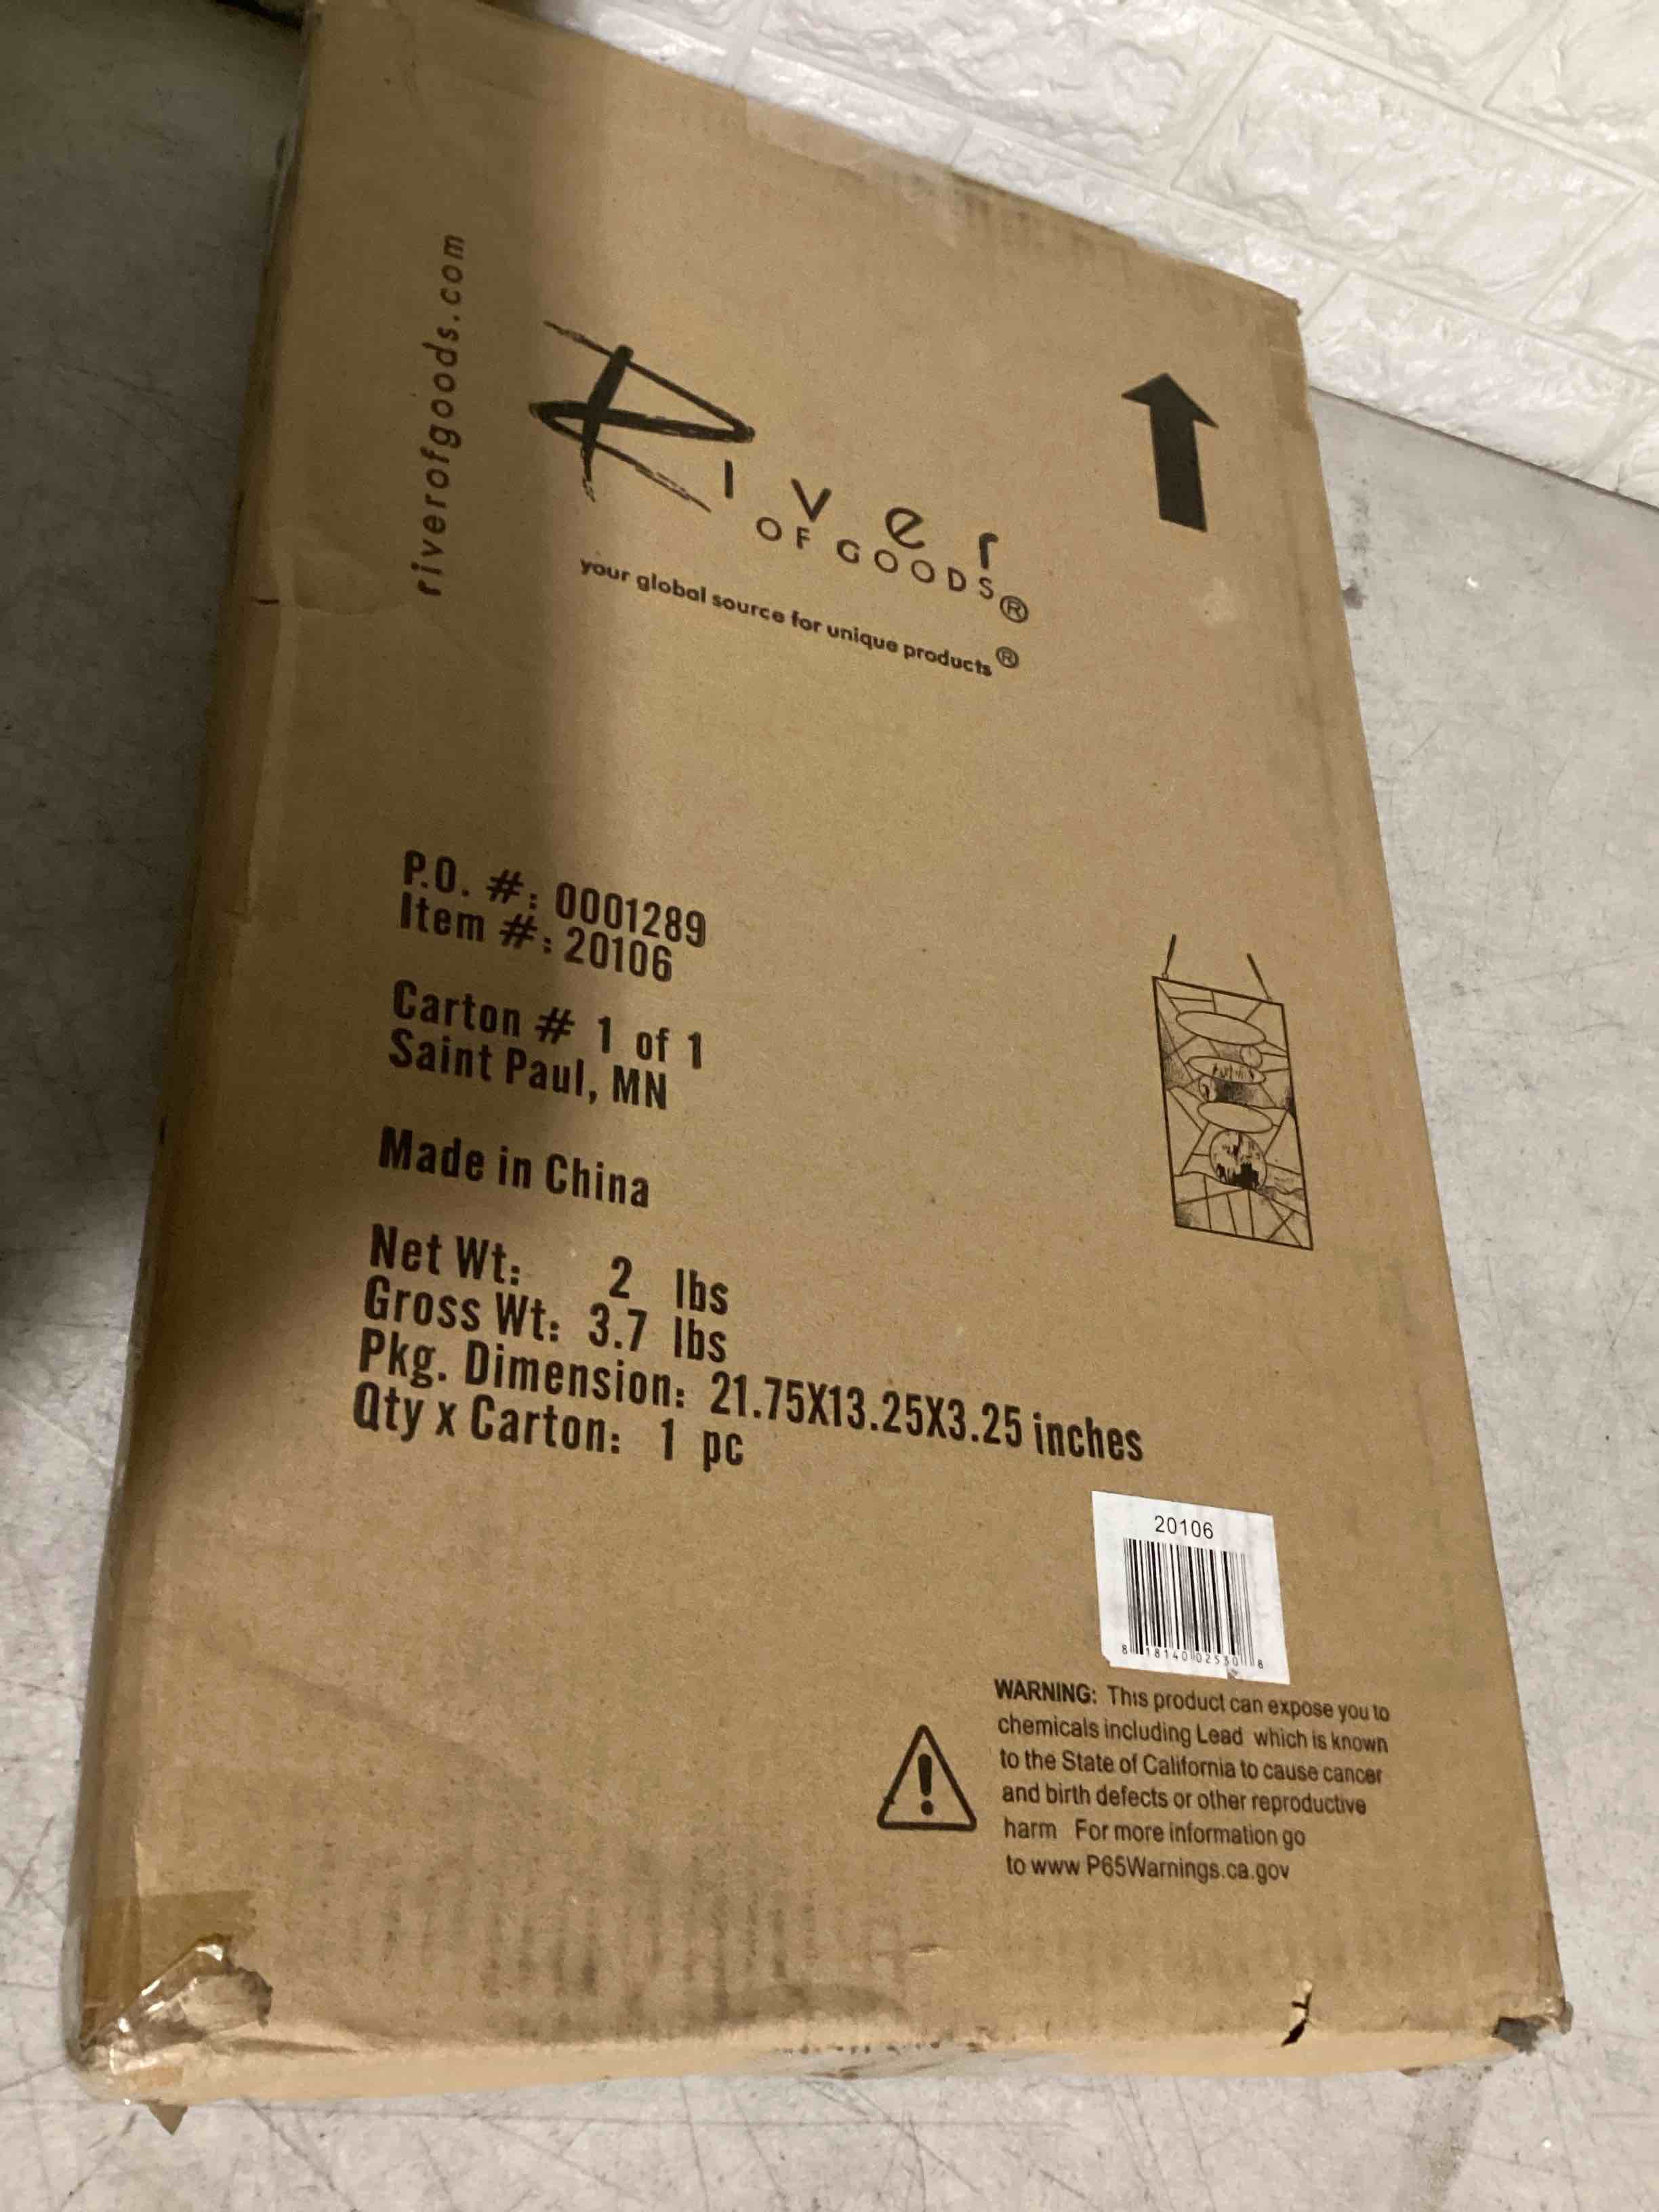 riverofgoods.com
River
OF GOODS®
your global source for unique products®
P.O. #: 0001289
Item #: 20106
Carton # 1 of 1
Saint Paul, MN
Made in China
Net Wt: 2 lbs
Gross Wt: 3.7 lbs
Pkg. Dimension: 21.75X13.25X3.25 inches
Qty x Carton: 1 pc
20106
8 18140 02530 8
WARNING: This product can expose you to
chemicals including Lead which is known
to the State of California to cause cancer
and birth defects or other reproductive
harm For more information go
to www P65Warnings.ca.gov